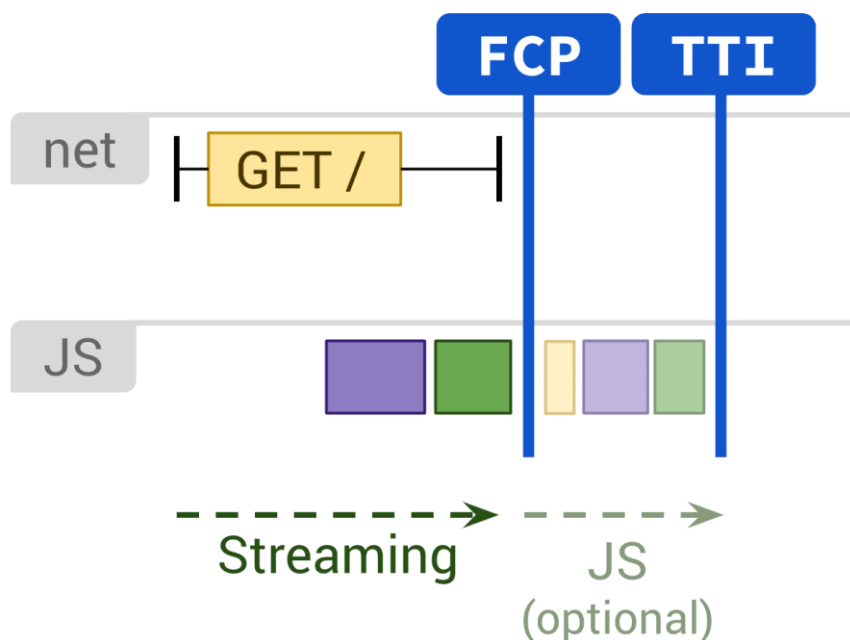 FCP TTI
net
GET /
JS
Streaming
JS
(optional)